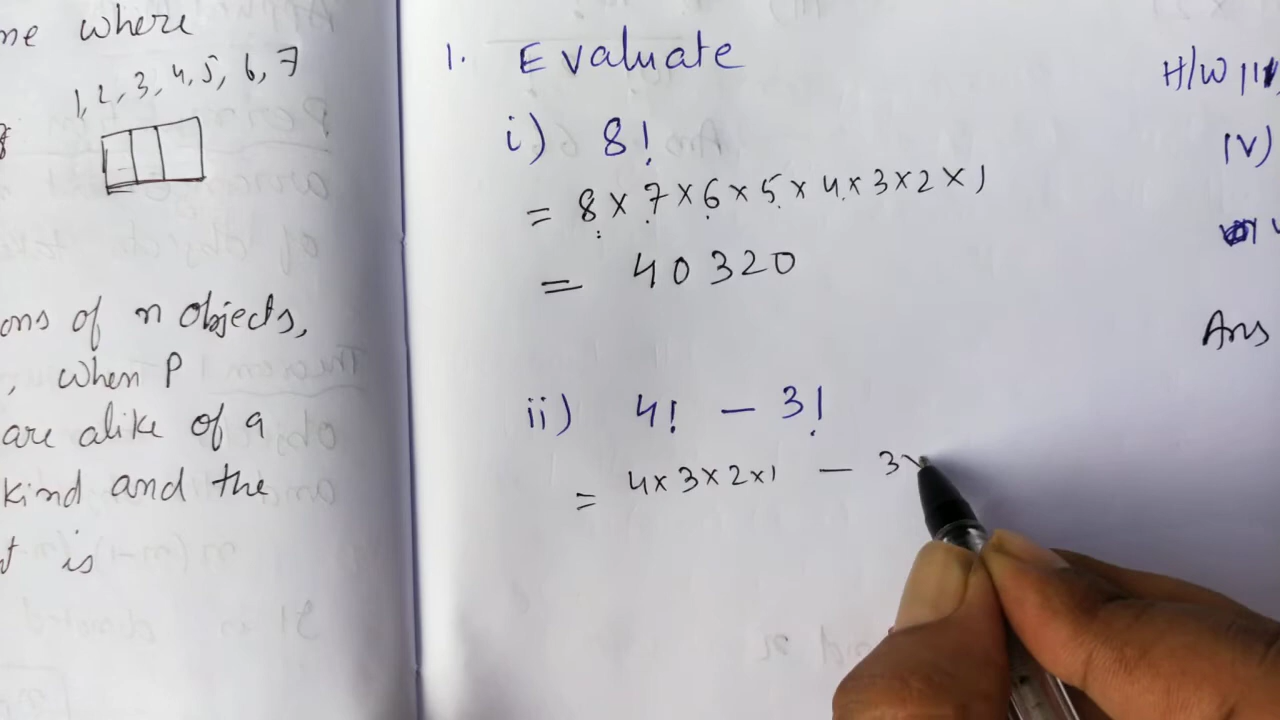 me where
1, 2, 3, 4, 5, 6, 7
ons of n objects,
, when P
are alike of a
kind and the
t is
1. Evaluate
i) 8!
= 8 × 7 × 6 × 5 × 4 × 3 × 2 × 1
= 40320
ii) 4! – 3!
= 4 × 3 × 2 × 1 – 3 ×
H/W
IV)
Ans